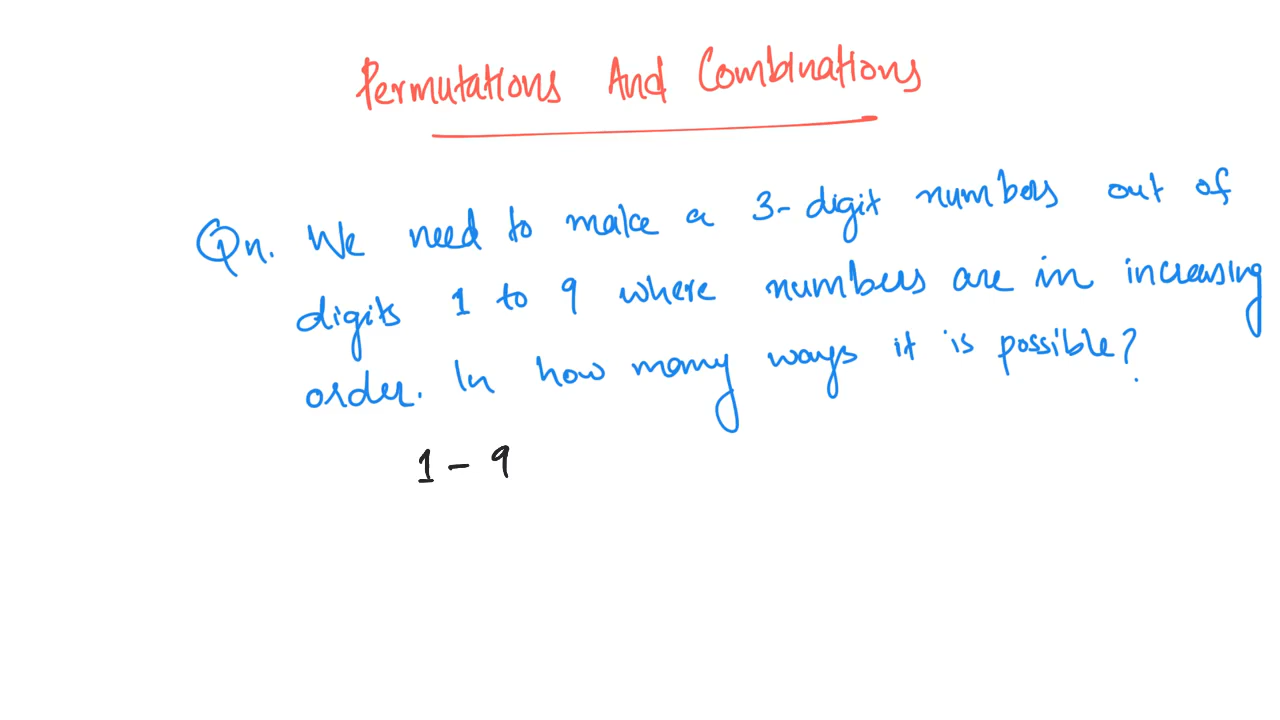 Permutations And Combinations
Qn. We need to make a 3-digit numbers out of
digits 1 to 9 where numbers are in increasing
order. In how many ways it is possible?
1 - 9